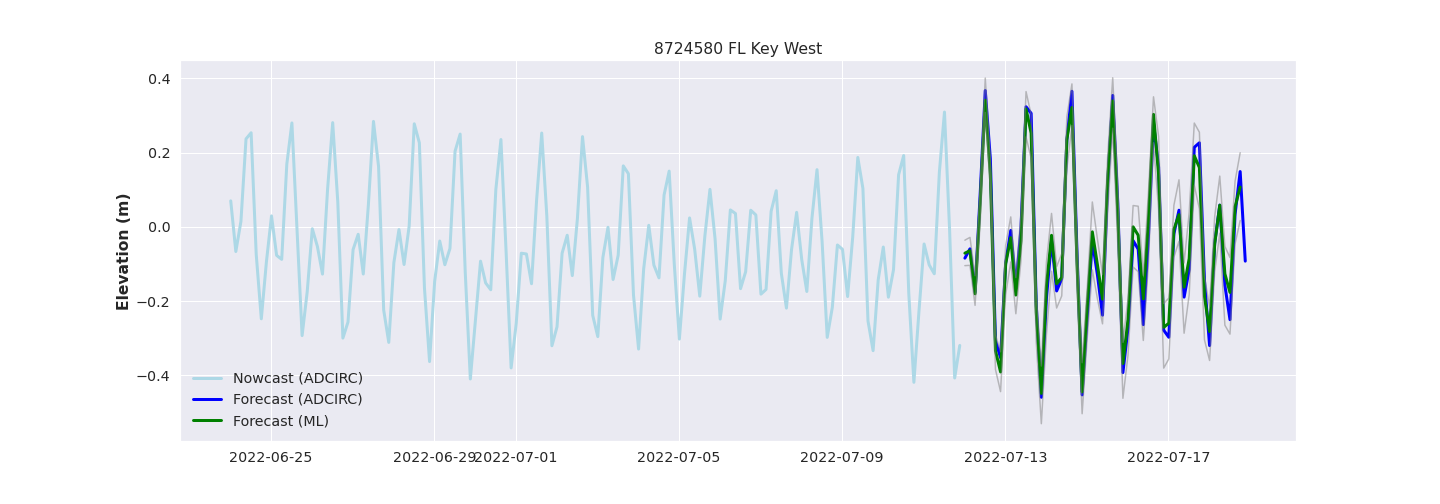 8724580 FL Key West
Elevation (m)
0.4
0.2
0.0
−0.2
−0.4
Nowcast (ADCIRC)
Forecast (ADCIRC)
Forecast (ML)
2022-06-25 2022-06-29 2022-07-01 2022-07-05 2022-07-09 2022-07-13 2022-07-17